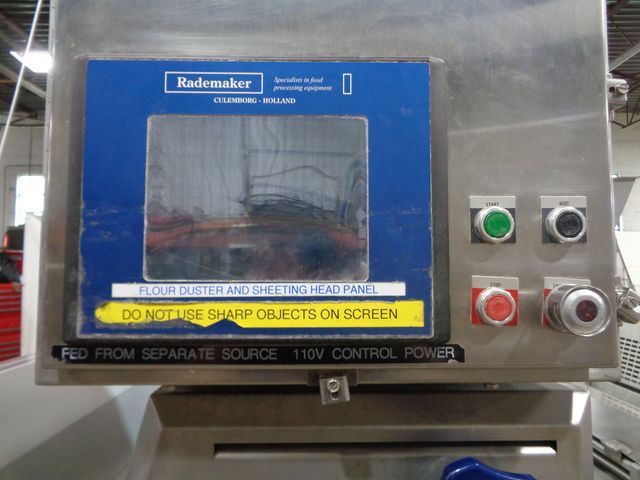 Rademaker
Specialists in food
processing equipment
CULEMBORG - HOLLAND
START
STOP
FLOUR DUSTER AND SHEETING HEAD PANEL
DO NOT USE SHARP OBJECTS ON SCREEN
FED FROM SEPARATE SOURCE 110V CONTROL POWER